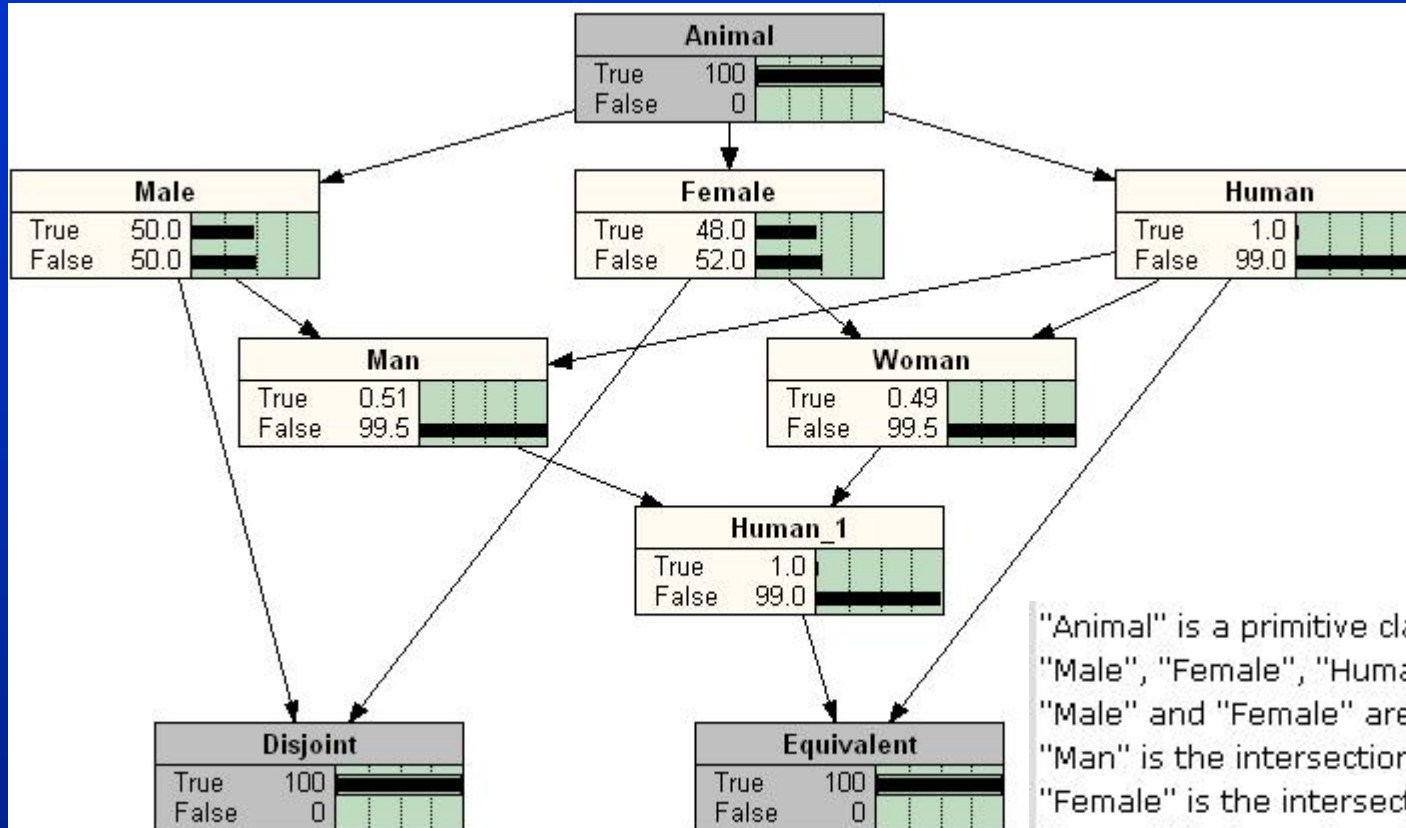 Animal
True 100
False 0
Male
True 50.0
False 50.0
Female
True 48.0
False 52.0
Human
True 1.0
False 99.0
Man
True 0.51
False 99.5
Woman
True 0.49
False 99.5
Human_1
True 1.0
False 99.0
Disjoint
True 100
False 0
Equivalent
True 100
False 0
"Animal" is a primitive cla
"Male", "Female", "Huma
"Male" and "Female" are
"Man" is the intersection
"Female" is the intersect